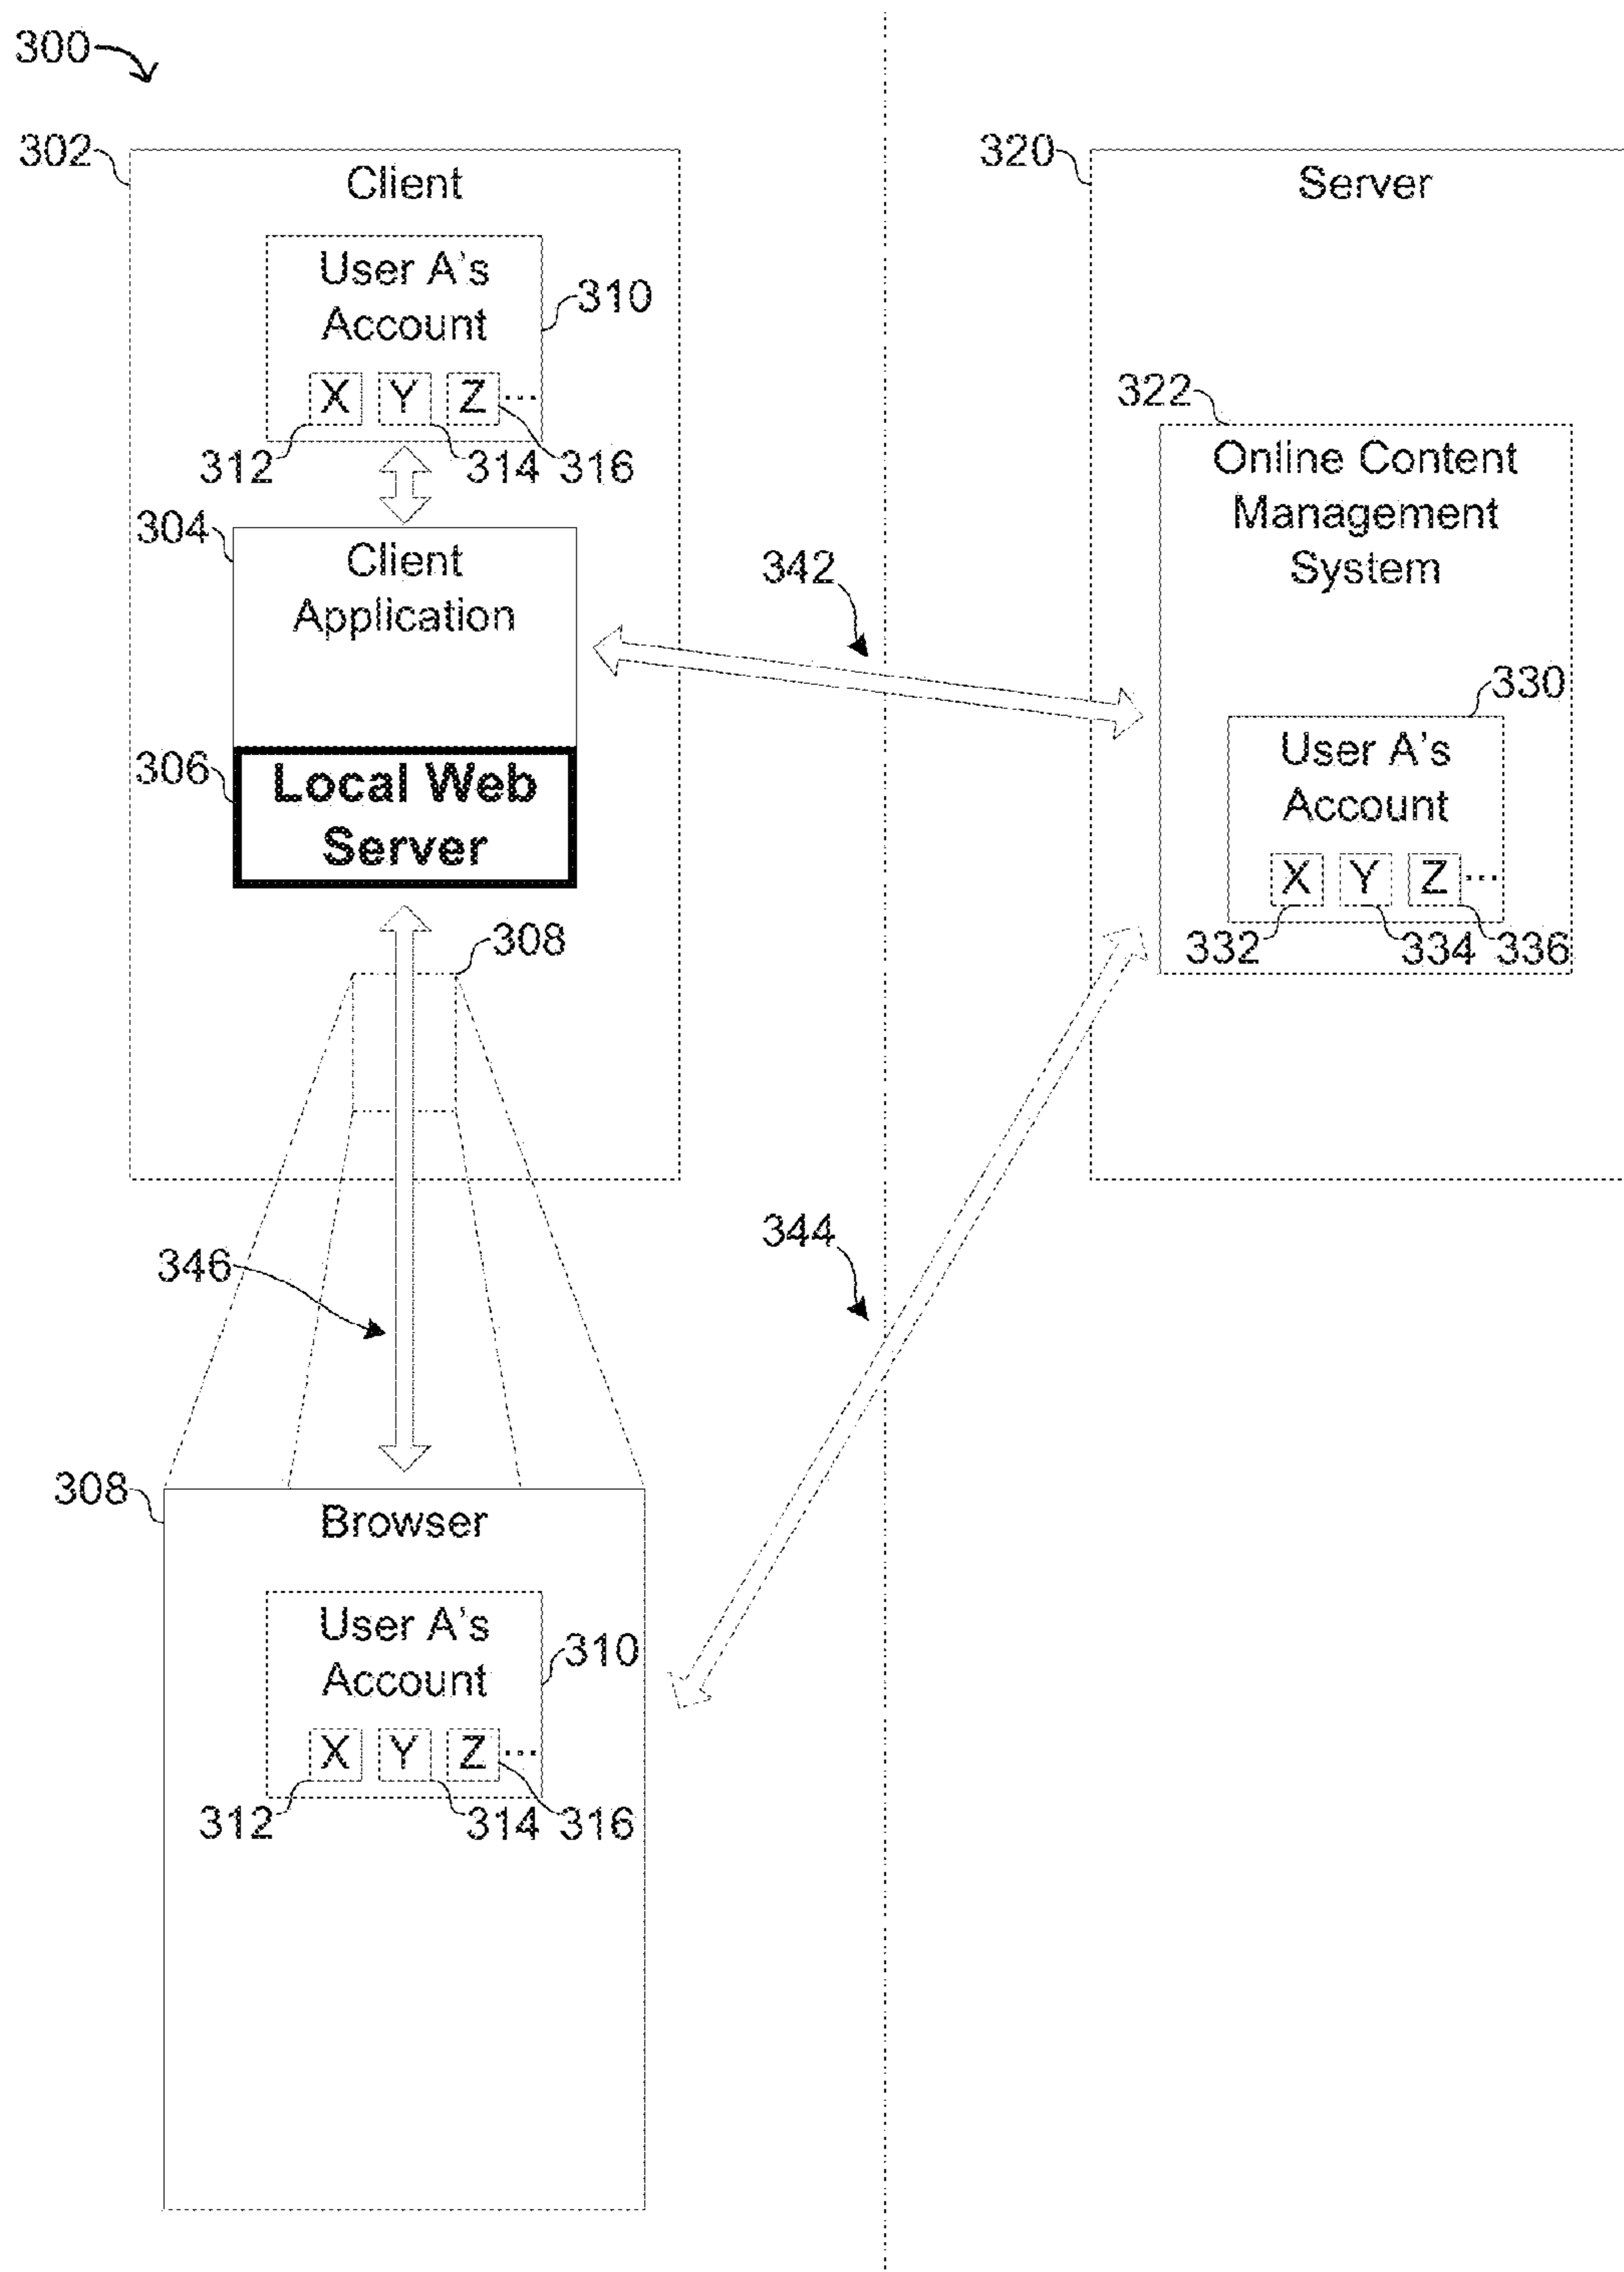 300
302
Client
User A's
Account
310
X Y Z ...
312
314
316
304
Client
Application
306
Local Web
Server
308
342
320
Server
322
Online Content
Management
System
330
User A's
Account
X Y Z ...
332
334
336
346
344
308
Browser
User A's
Account
310
X Y Z ...
312
314
316